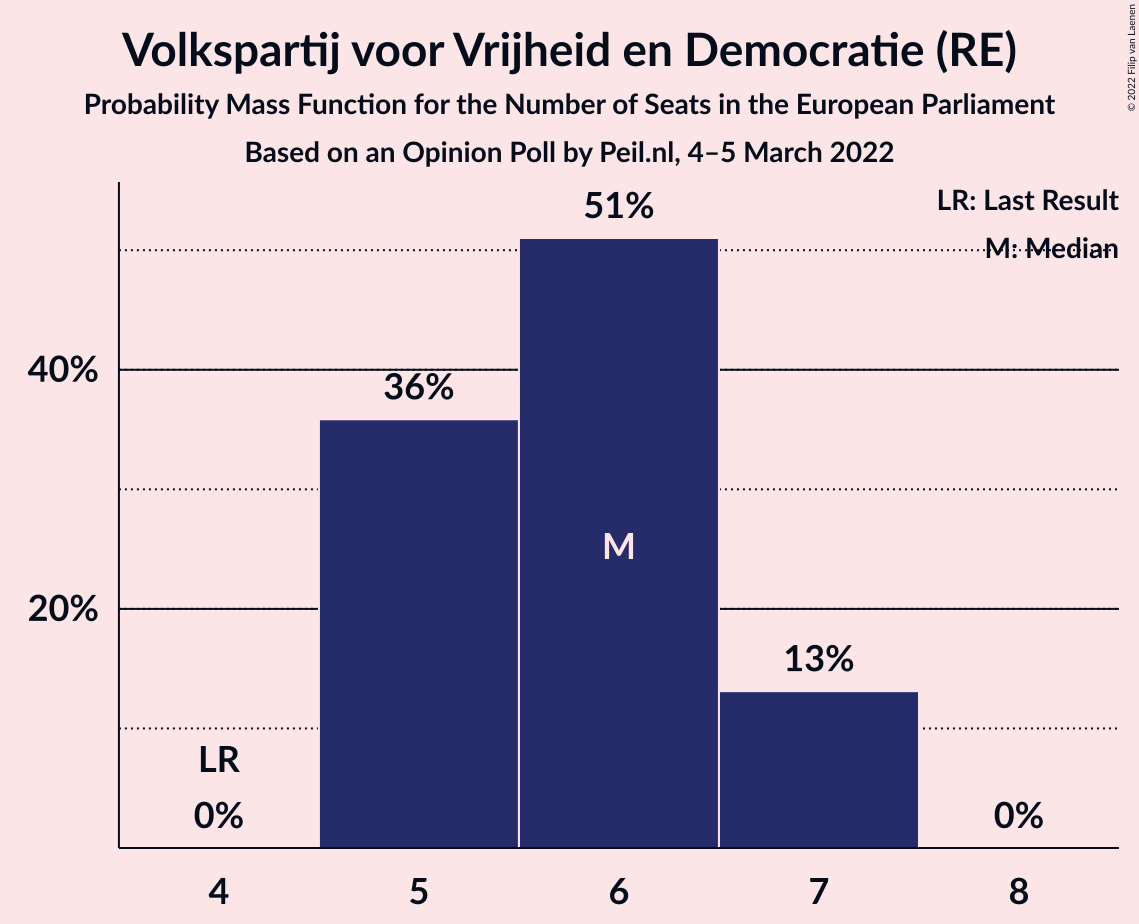 Volkspartij voor Vrijheid en Democratie (RE)
Probability Mass Function for the Number of Seats in the European Parliament
Based on an Opinion Poll by Peil.nl, 4–5 March 2022
© 2022 Filip van Laenen
LR: Last Result
M: Median
51%
40%
36%
M
20%
13%
LR
0%
0%
4 5 6 7 8